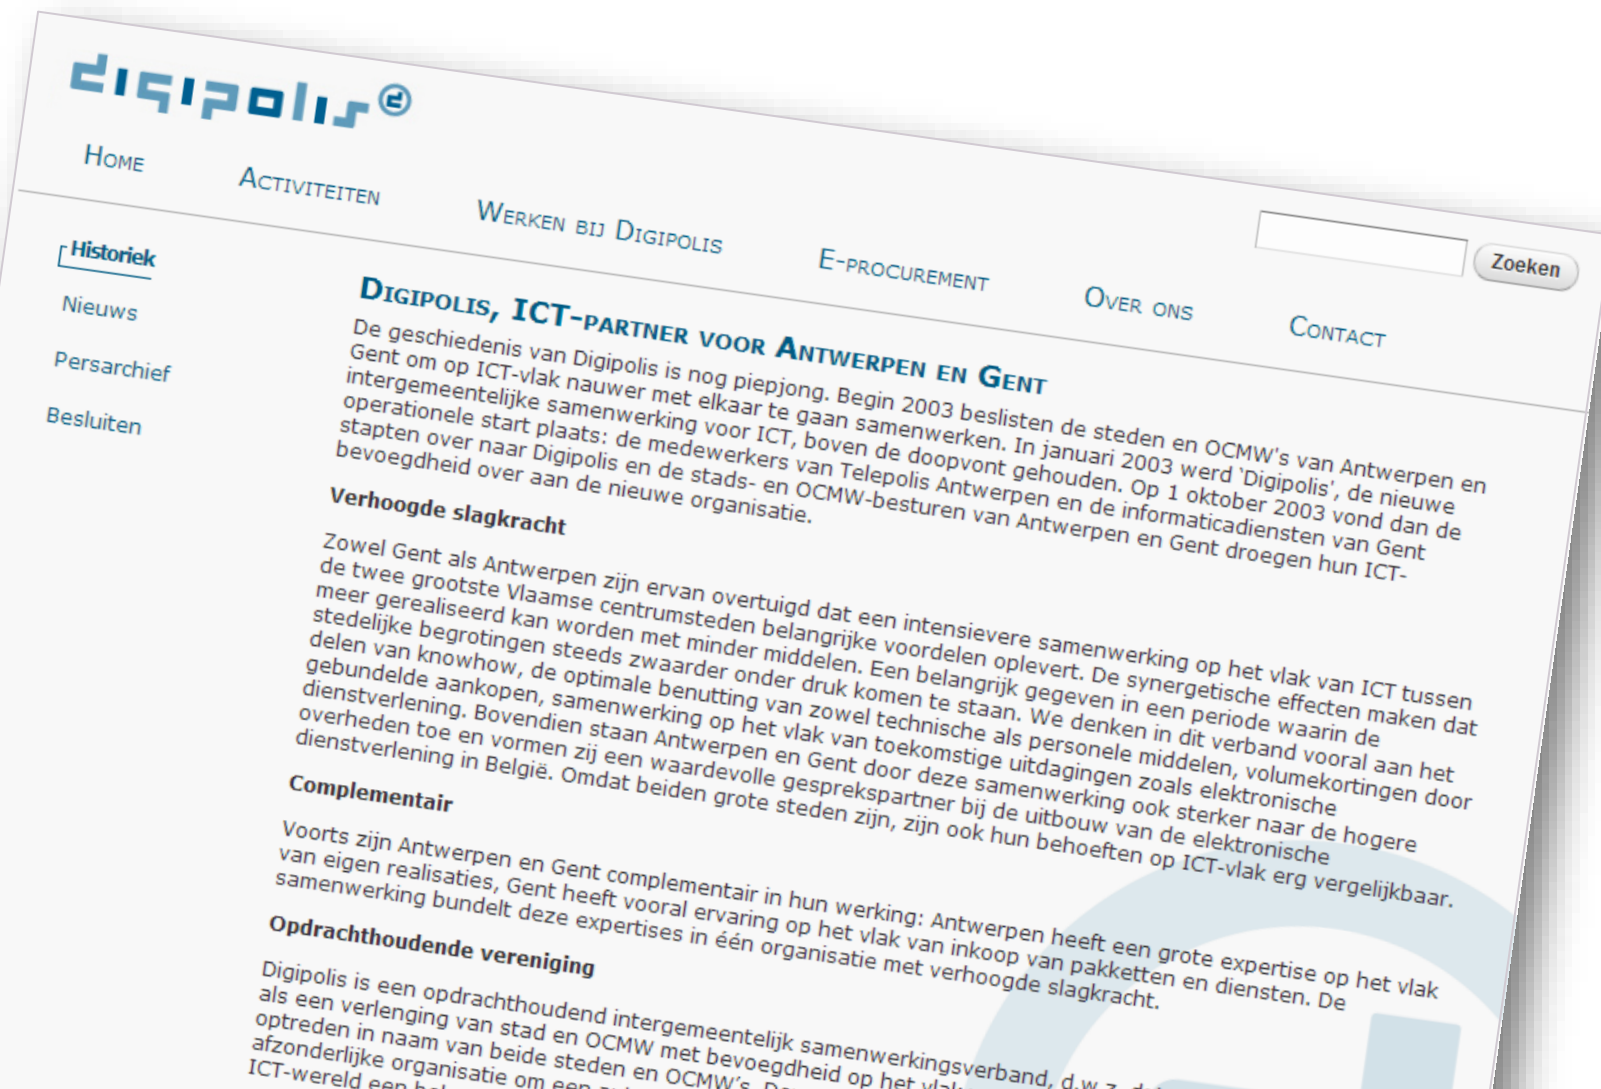 digipolis
Home
Activiteiten
Werken bij Digipolis
E-procurement
Over ons
Contact
Zoeken
Historiek
Nieuws
Persarchief
Besluiten
Digipolis, ICT-partner voor Antwerpen en Gent
De geschiedenis van Digipolis is nog piepjong. Begin 2003 beslisten de steden en OCMW's van Antwerpen en
Gent om op ICT-vlak nauwer met elkaar te gaan samenwerken. In januari 2003 werd 'Digipolis', de nieuwe
intergemeentelijke samenwerking voor ICT, boven de doopvont gehouden. Op 1 oktober 2003 vond dan de
operationele start plaats: de medewerkers van Telepolis Antwerpen en de informaticadiensten van Gent
stapten over naar Digipolis en de stads- en OCMW-besturen van Antwerpen en Gent droegen hun ICT-
bevoegdheid over aan de nieuwe organisatie.
Verhoogde slagkracht
Zowel Gent als Antwerpen zijn ervan overtuigd dat een intensievere samenwerking op het vlak van ICT tussen
de twee grootste Vlaamse centrumsteden belangrijke voordelen oplevert. De synergetische effecten maken dat
meer gerealiseerd kan worden met minder middelen. Een belangrijk gegeven in een periode waarin de
stedelijke begrotingen steeds zwaarder onder druk komen te staan. We denken in dit verband vooral aan het
delen van knowhow, de optimale benutting van zowel technische als personele middelen, volumekortingen door
gebundelde aankopen, samenwerking op het vlak van toekomstige uitdagingen zoals elektronische
dienstverlening. Bovendien staan Antwerpen en Gent door deze samenwerking ook sterker naar de hogere
overheden toe en vormen zij een waardevolle gesprekspartner bij de uitbouw van de elektronische
dienstverlening in België. Omdat beiden grote steden zijn, zijn ook hun behoeften op ICT-vlak erg vergelijkbaar.
Complementair
Voorts zijn Antwerpen en Gent complementair in hun werking: Antwerpen heeft een grote expertise op het vlak
van eigen realisaties, Gent heeft vooral ervaring op het vlak van inkoop van pakketten en diensten. De
samenwerking bundelt deze expertises in één organisatie met verhoogde slagkracht.
Opdrachthoudende vereniging
Digipolis is een opdrachthoudend intergemeentelijk samenwerkingsverband, d.w.z.
als een verlenging van stad en OCMW met bevoegdheid op het
optreden in naam van beide steden en OCMW's.
afzonderlijke organisatie om een
ICT-wereld een